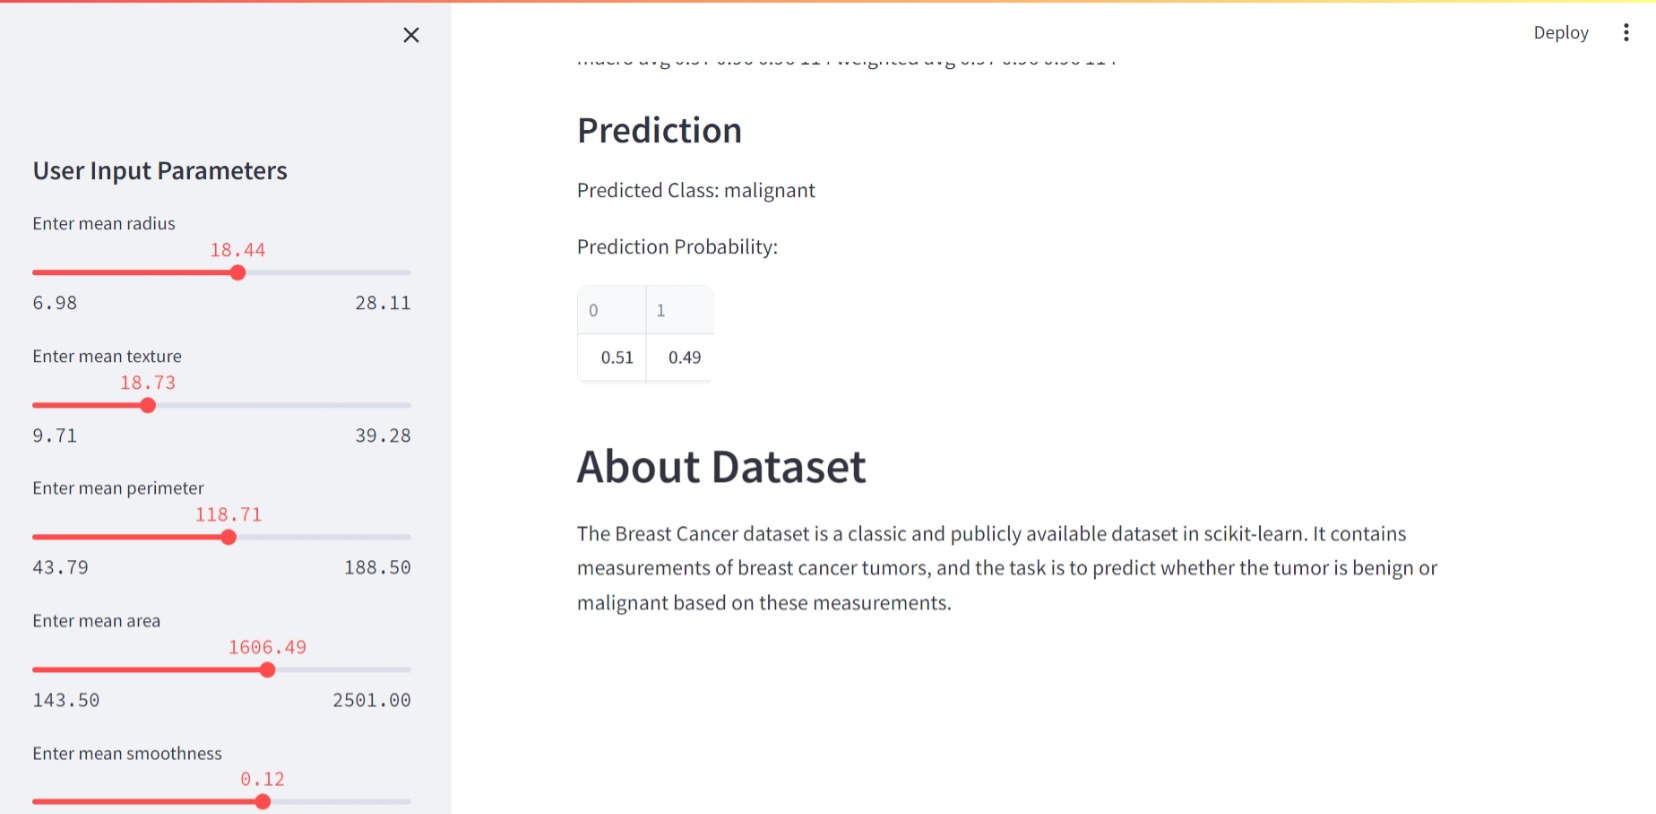 Deploy
User Input Parameters
Enter mean radius
18.44
6.98 28.11
Enter mean texture
18.73
9.71 39.28
Enter mean perimeter
118.71
43.79 188.50
Enter mean area
1606.49
143.50 2501.00
Enter mean smoothness
0.12
Prediction
Predicted Class: malignant
Prediction Probability:
0 1
0.51 0.49
About Dataset
The Breast Cancer dataset is a classic and publicly available dataset in scikit-learn. It contains
measurements of breast cancer tumors, and the task is to predict whether the tumor is benign or
malignant based on these measurements.